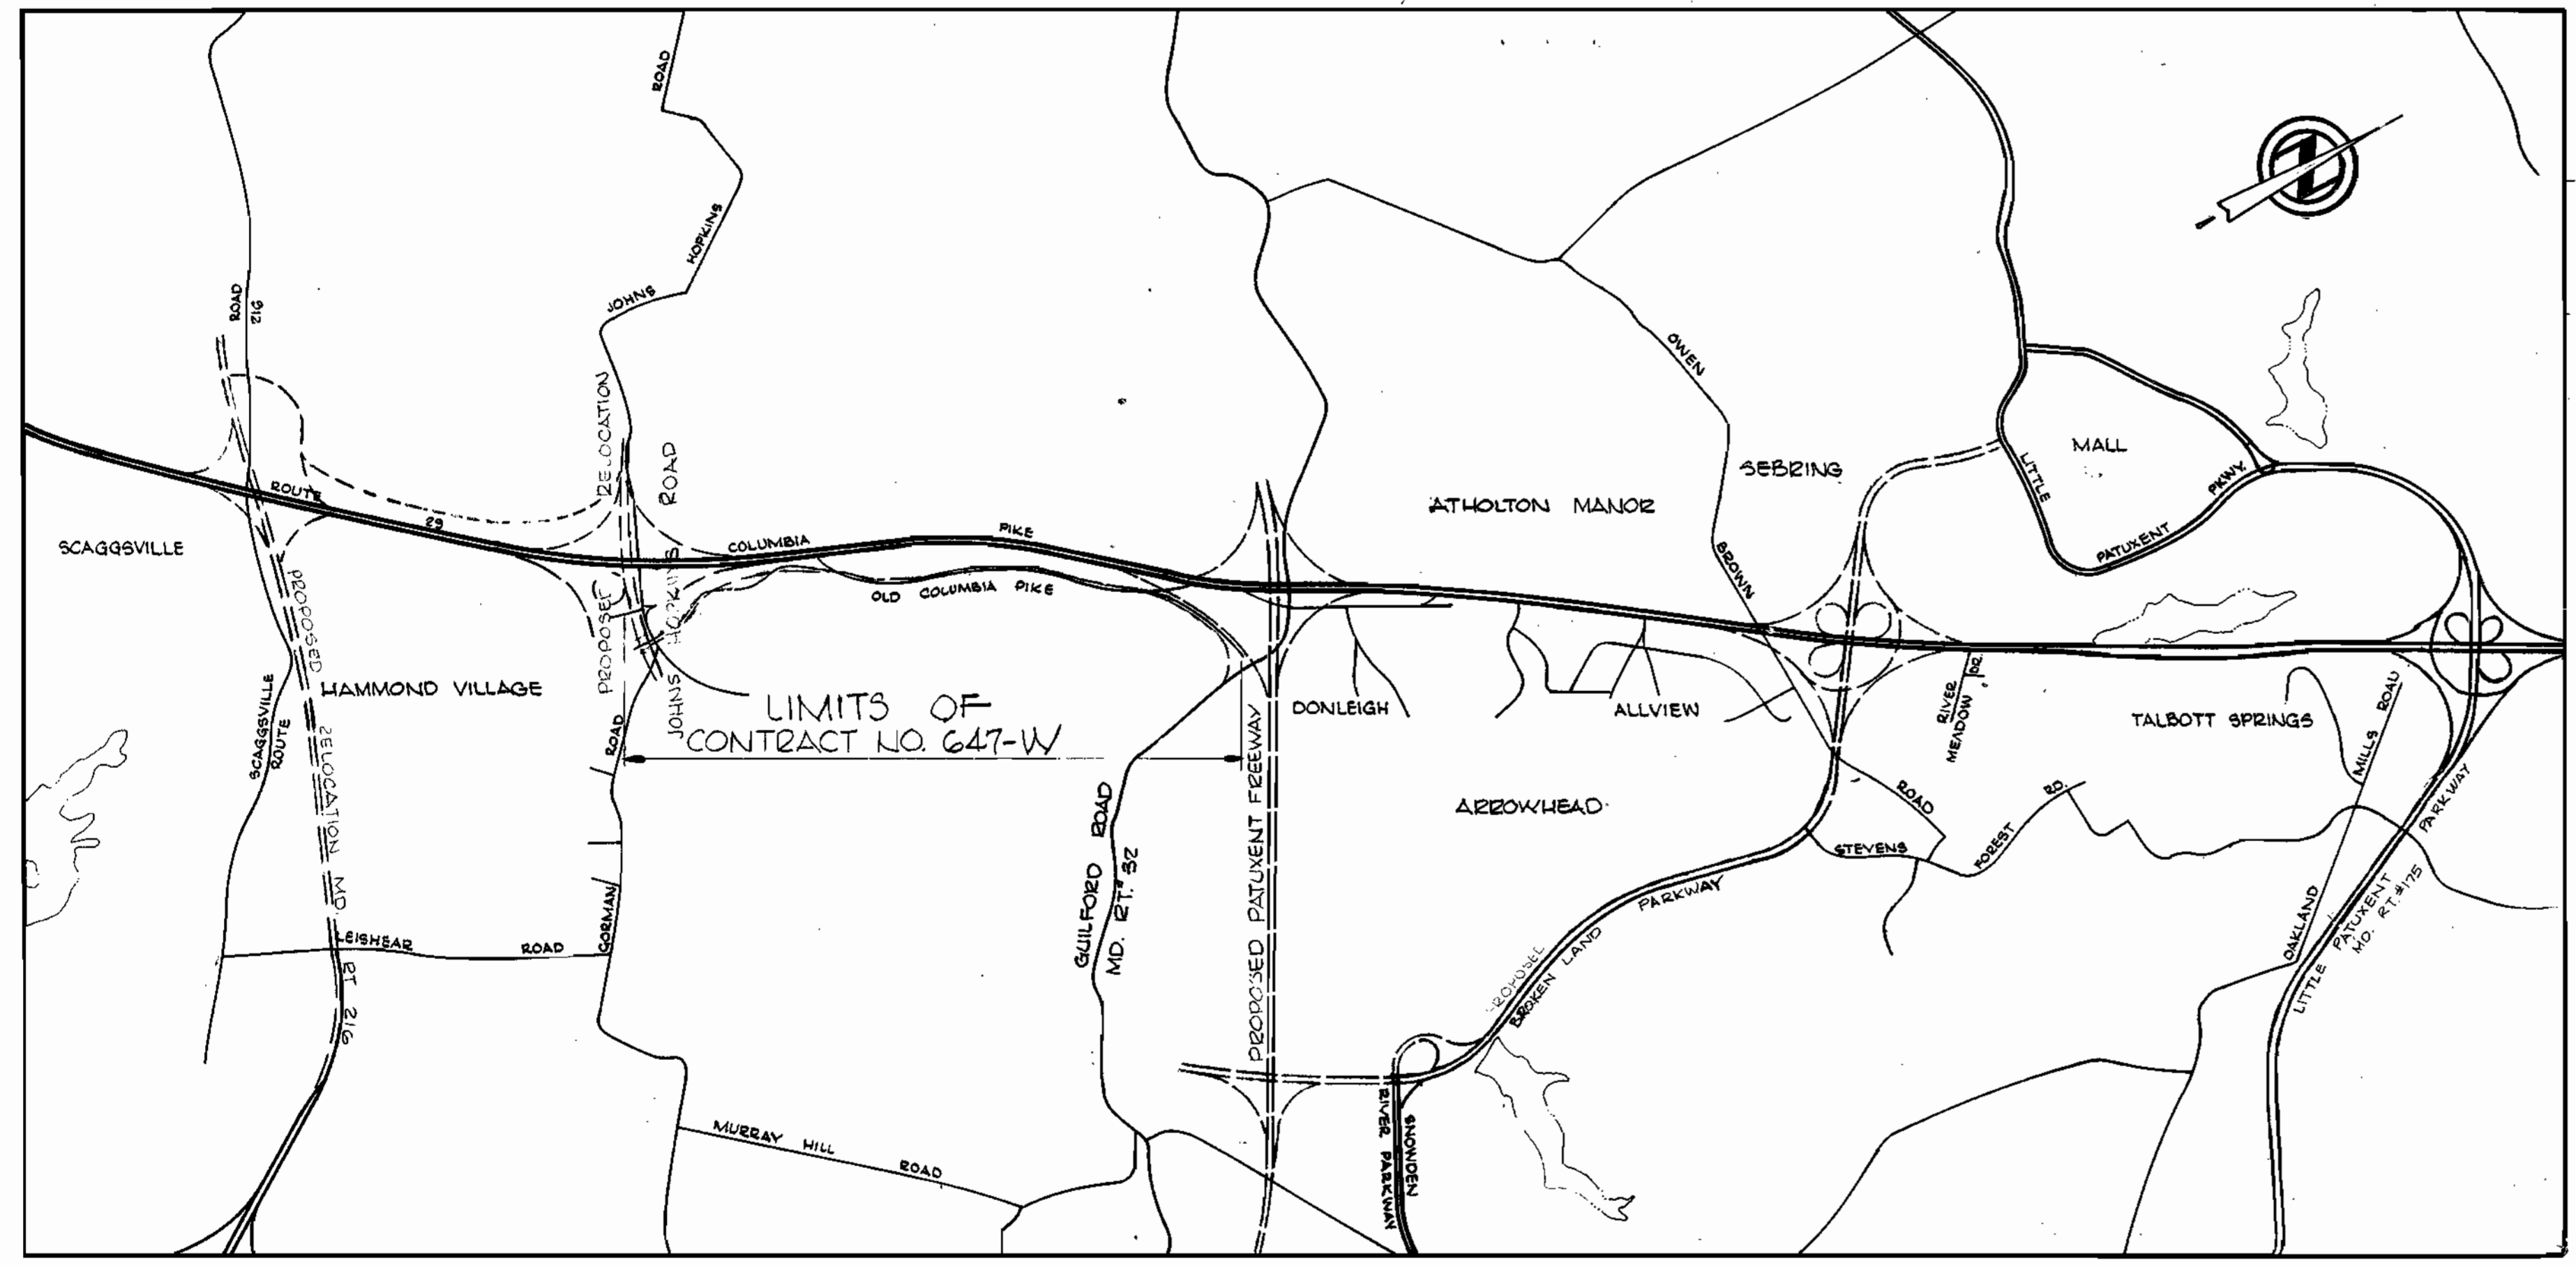 ROAD
HOPKINS
JOHNS
ROAD
216
RELOCATION
ROAD
OWEN
MALL
SEBRING
LITTLE
PKWY.
PATUXENT
ROUTE
29
ATHOLTON MANOR
SCAGGSVILLE
COLUMBIA
PIKE
OLD COLUMBIA PIKE
BROWN
PROPOSED
JOHNS HOPKINS
PROPOSED
HAMMOND VILLAGE
LIMITS OF
CONTRACT NO. 647-W
DONLEIGH
ALLVIEW
RIVER
MEADOW DR.
TALBOTT SPRINGS
MILLS ROAD
SCAGGSVILLE
ROUTE
RELOCATION MD.
RT 216
ROAD
GORMAN
GUILFORD ROAD
MD. RT. 32
PROPOSED PATUXENT FREEWAY
ARROWHEAD
ROAD
RD.
STEVENS
FOREST
PARKWAY
PARKWAY
OAKLAND
LITTLE PATUXENT
MD. RT. #175
LEISHEAR ROAD
BROKEN LAND
MURRAY HILL ROAD
RIVER PARKWAY
SNOWDEN